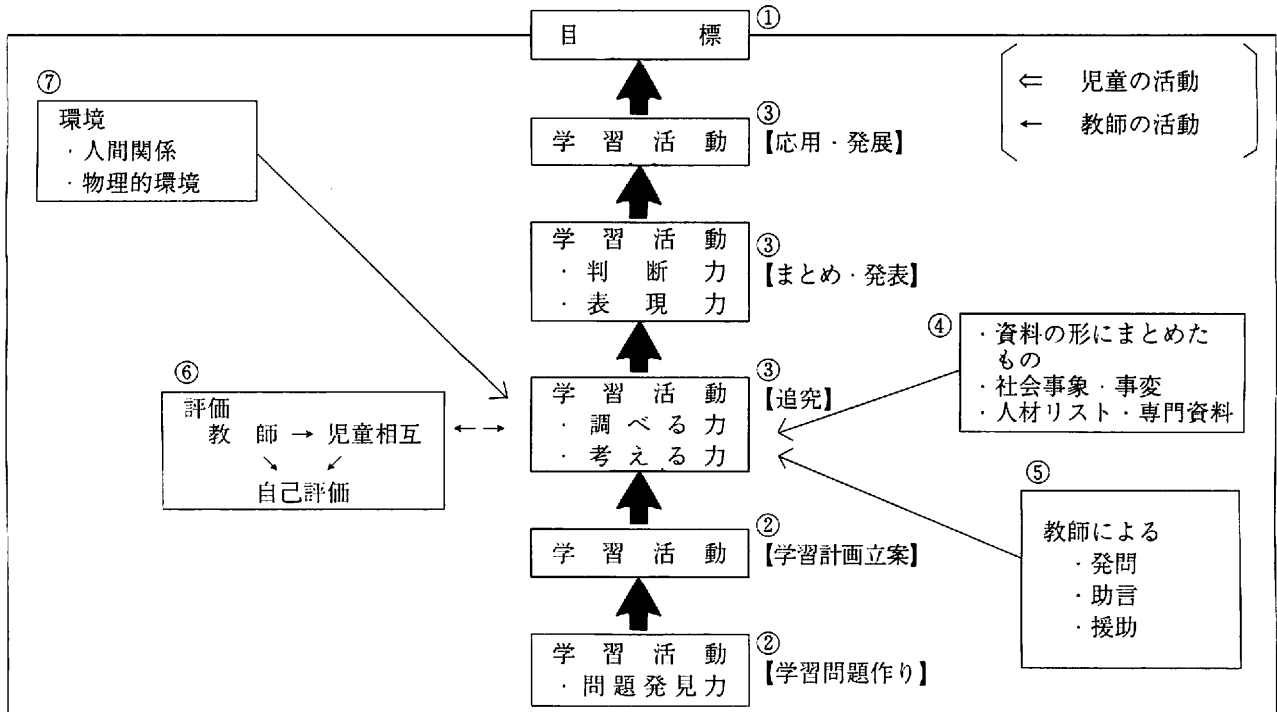 ①
目 標
⇐ 児童の活動
← 教師の活動
⑦
環境
・人間関係
・物理的環境
③
学 習 活 動 【応用・発展】
③
学 習 活 動
・判 断 力 【まとめ・発表】
・表 現 力
④
・資料の形にまとめた
もの
・社会事象・事変
・人材リスト・専門資料
③
学 習 活 動 【追究】
・調 べ る 力
・考 え る 力
⑥
評価
教 師 → 児童相互
自己評価
⑤
教師による
・発問
・助言
・援助
②
学 習 活 動 【学習計画立案】
②
学 習 活 動
・問題発見力 【学習問題作り】